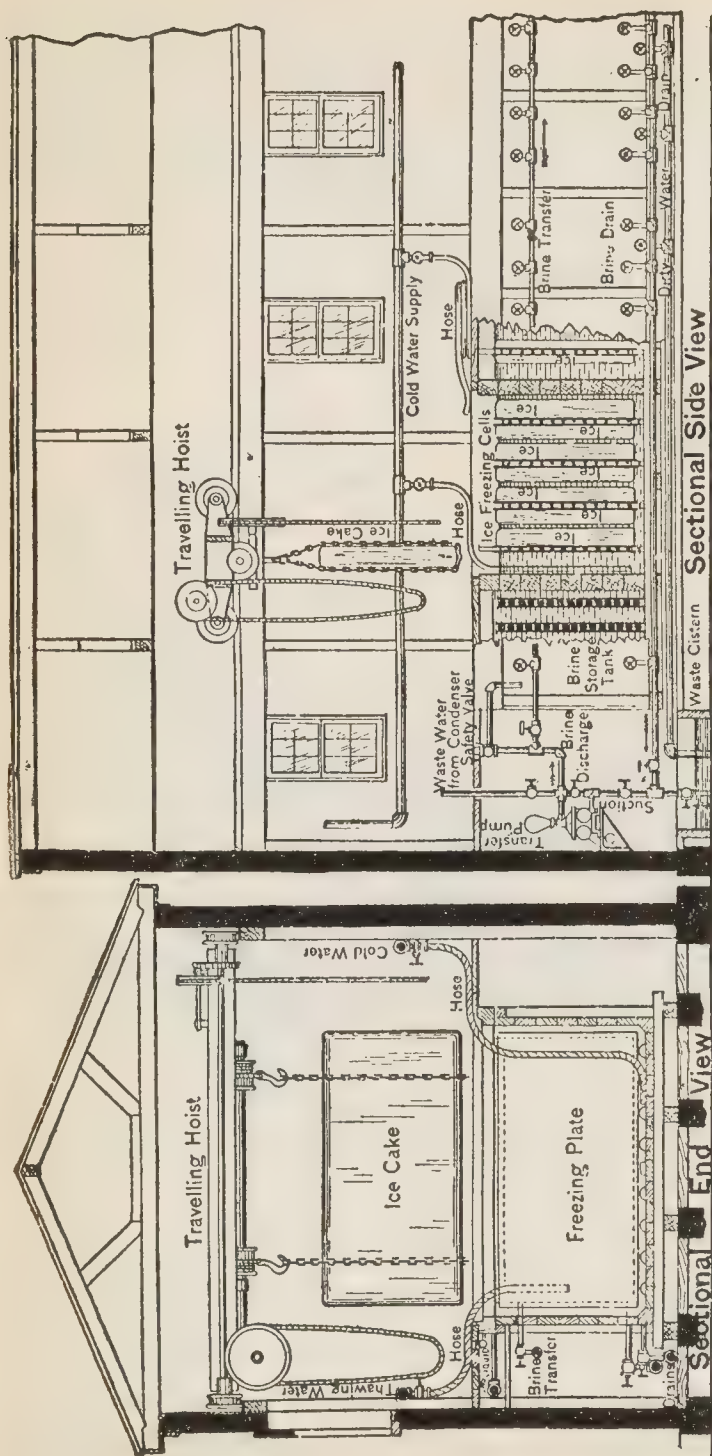 Travelling Hoist
Ice Cake
Cold Water
Hose
Thawing Water
Hose
Freezing Plate
Brine
Transfer
Drains
Sectional End View
Travelling Hoist
Ice Cake
Cold Water Supply
Hose
Hose
Waste Water
from Condenser
Safety Valve
Ice Freezing Cells
Ice
Ice
Ice
Ice
Ice
Ice
Ice
Ice
Brine Transfer
Brine Drain
Dirty Water Drain
Transfer
Pump
Suction
Brine
Discharge
Brine
Storage
Tank
Waste Cistern
Sectional Side View